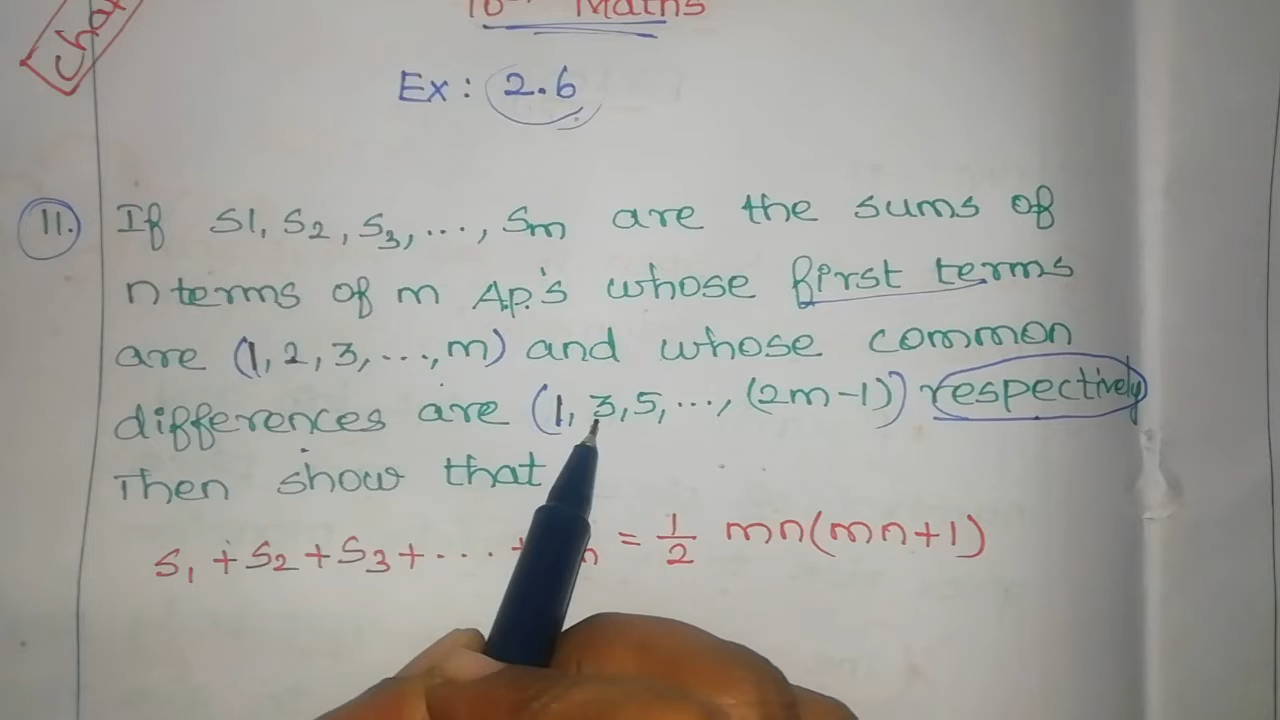 Maths
Ex: 2.6
11. If S1, S2, S3, ..., Sm are the sums of
n terms of m A.P.'s whose first terms
are (1, 2, 3, ..., m) and whose common
differences are (1, 3, 5, ..., (2m-1)) respectively
Then show that
S1 + S2 + S3 + .... + = 1/2 mn(mn+1)